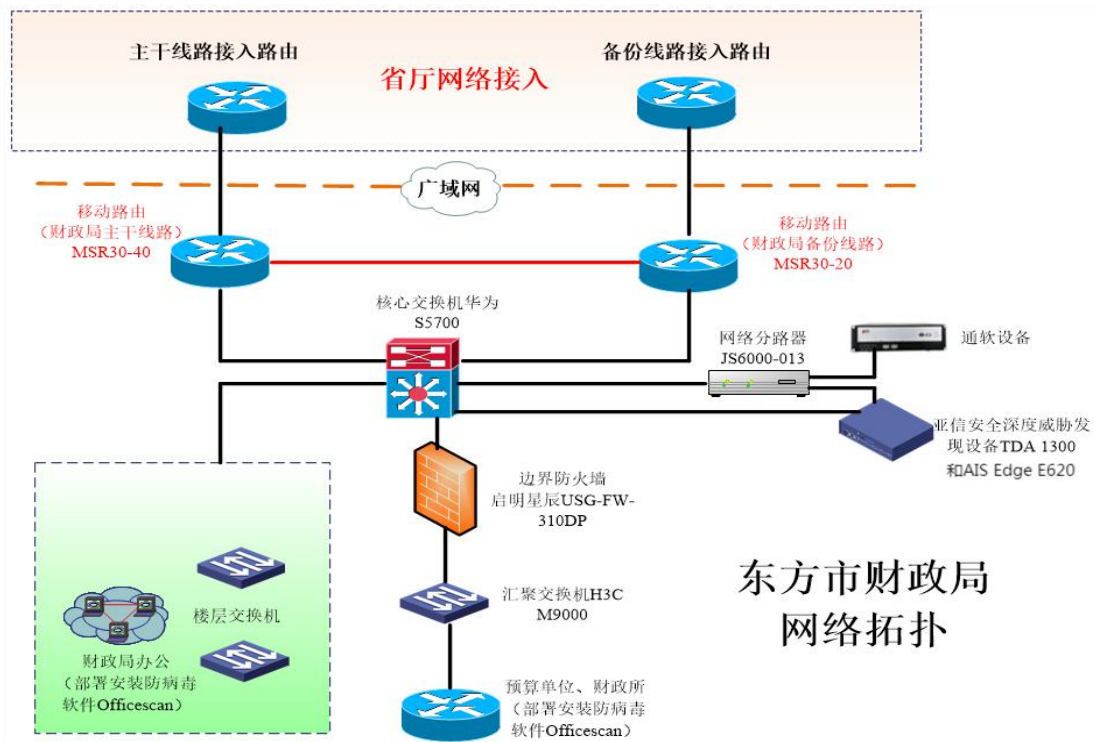 主干线路接入路由
备份线路接入路由
省厅网络接入
广域网
移动路由
（财政局主干线路）
MSR30-40
移动路由
（财政局备份线路）
MSR30-20
核心交换机华为
S5700
网络分路器
JS6000-013
通软设备
亚信安全深度威胁发
现设备TDA 1300
和AIS Edge E620
边界防火墙
启明星辰USG-FW-
310DP
汇聚交换机H3C
M9000
楼层交换机
财政局办公
（部署安装防病毒
软件Officescan）
预算单位、财政所
（部署安装防病毒
软件Officescan）
东方市财政局
网络拓扑